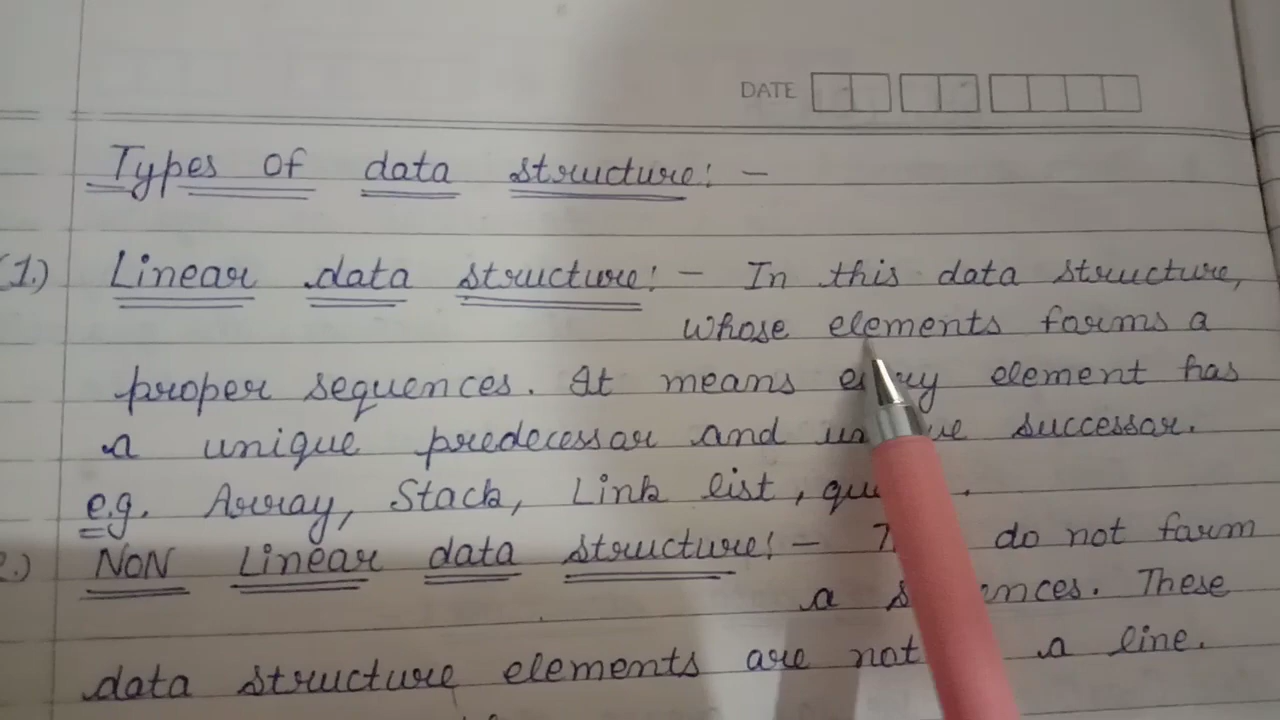 DATE
Types of data structure: -
(1.) Linear data structure: - In this data structure,
whose elements forms a
proper sequences. It means every element has
a unique predecessor and unique successor.
e.g. Array, Stack, Link list,
2.) NoN Linear data structure: - do not form
a These
data structure elements are not a line.